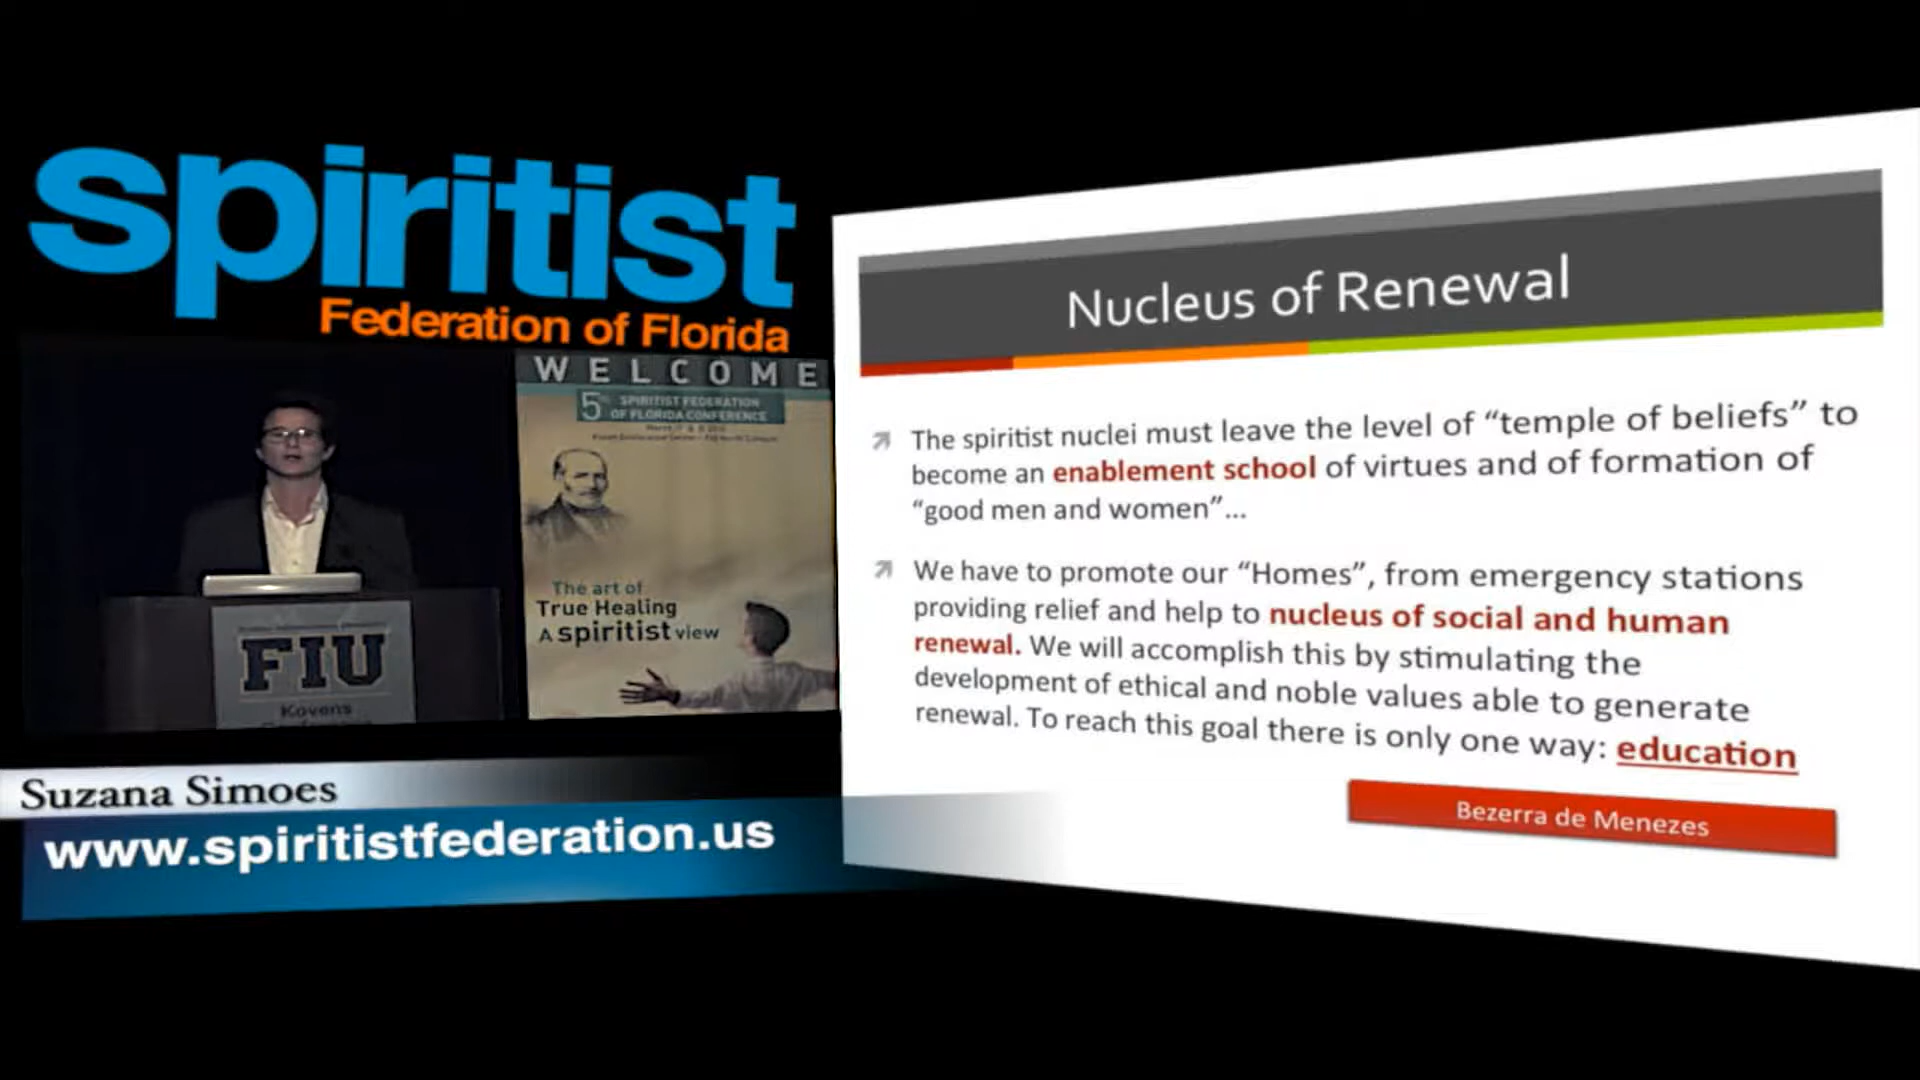 spiritist
Federation of Florida
WELCOME
5TH SPIRITIST FEDERATION
OF FLORIDA CONFERENCE
The art of
True Healing
A spiritist view
FIU
Kovens
Suzana Simoes
www.spiritistfederation.us
Nucleus of Renewal
The spiritist nuclei must leave the level of “temple of beliefs” to
become an enablement school of virtues and of formation of
“good men and women”...
We have to promote our “Homes”, from emergency stations
providing relief and help to nucleus of social and human
renewal. We will accomplish this by stimulating the
development of ethical and noble values able to generate
renewal. To reach this goal there is only one way: education
Bezerra de Menezes